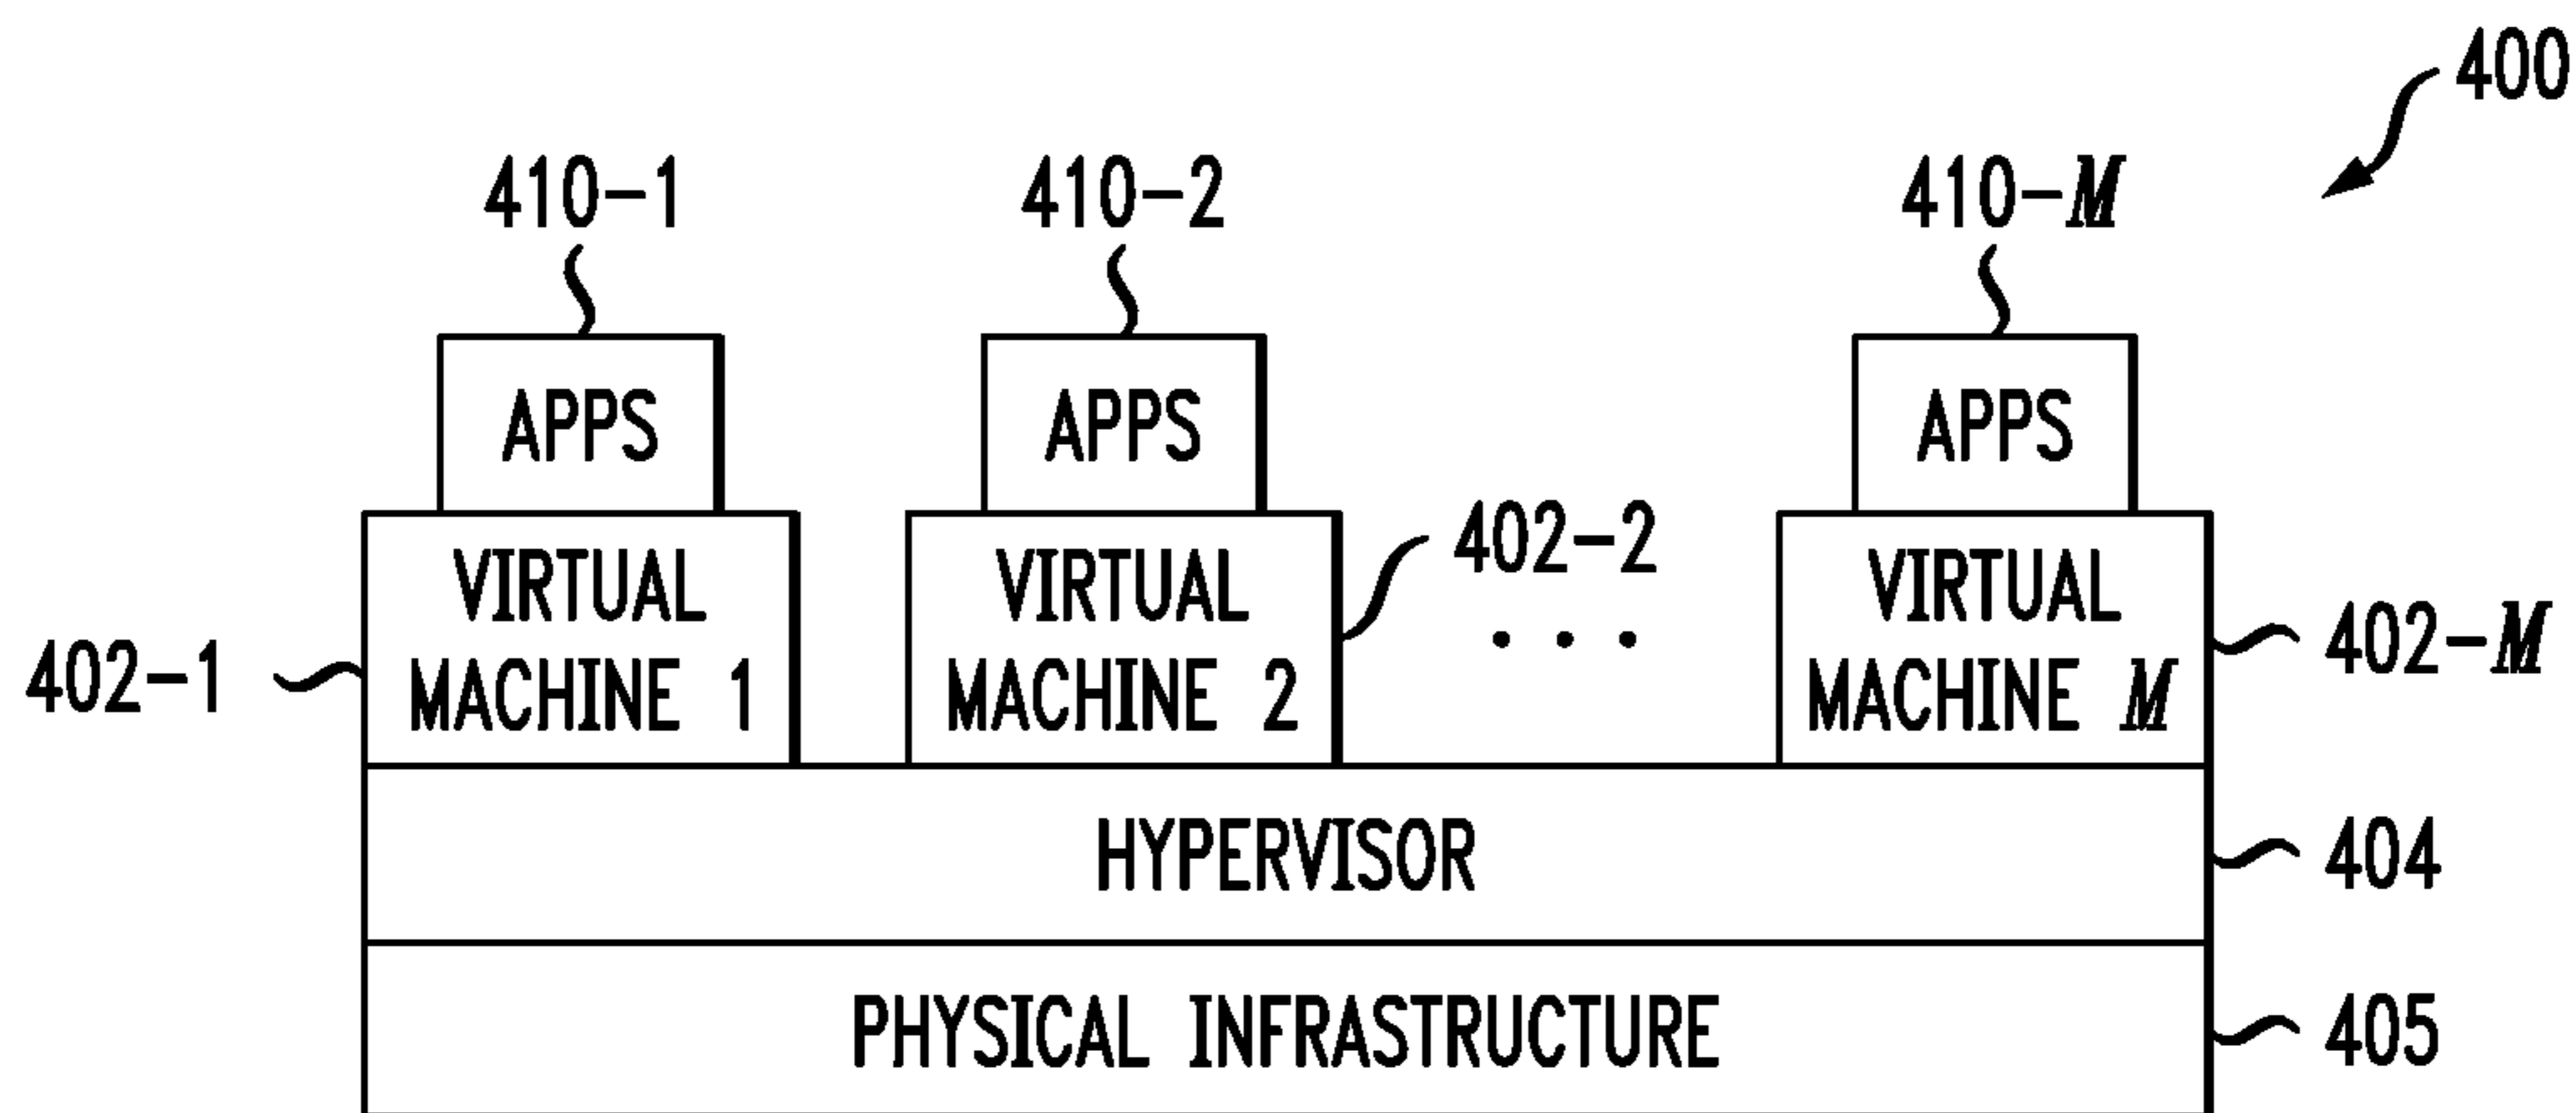 400
410-1
410-2
410-M
APPS
APPS
APPS
402-1
VIRTUAL
MACHINE 1
VIRTUAL
MACHINE 2
402-2
. . .
VIRTUAL
MACHINE M
402-M
HYPERVISOR
404
PHYSICAL INFRASTRUCTURE
405